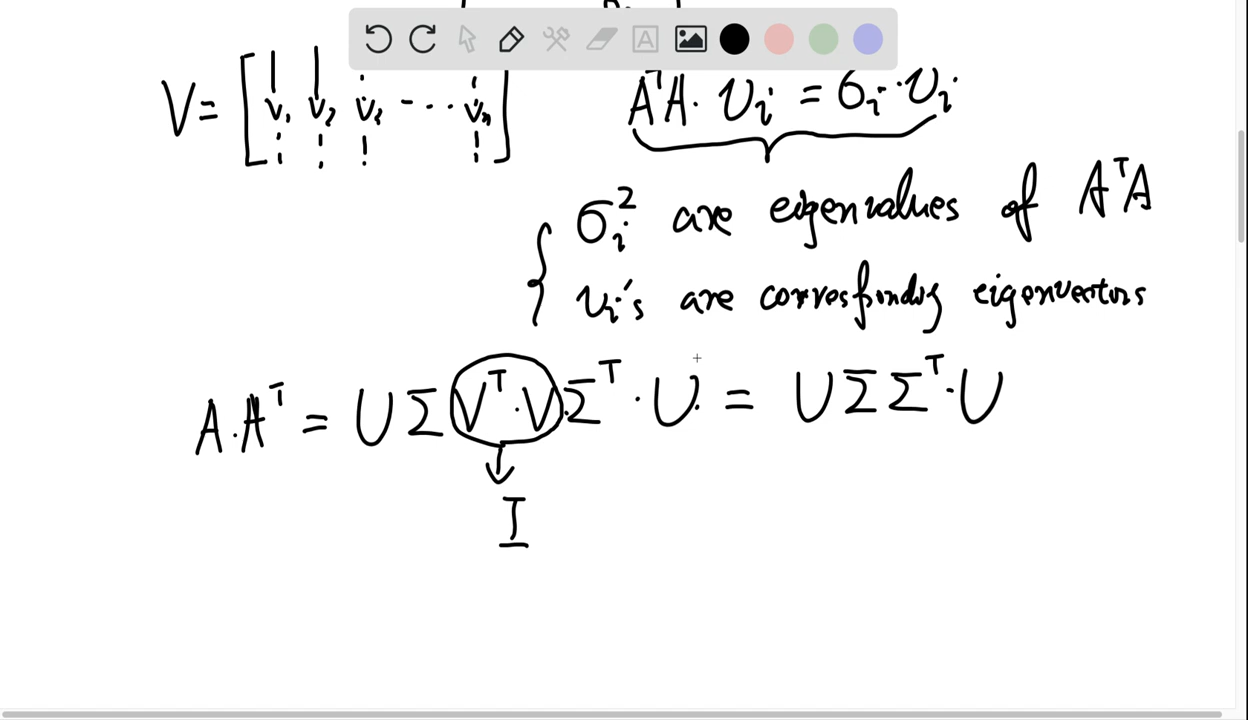 V = [ v₁ v₂ v₃ - - - vₙ ]
AᵀA · vᵢ = σᵢ · vᵢ
σᵢ² are eigenvalues of AᵀA
vᵢ's are corresponding eigenvectors
A · Aᵀ = U Σ Vᵀ · V · Σᵀ · U = U Σ Σᵀ · U
I